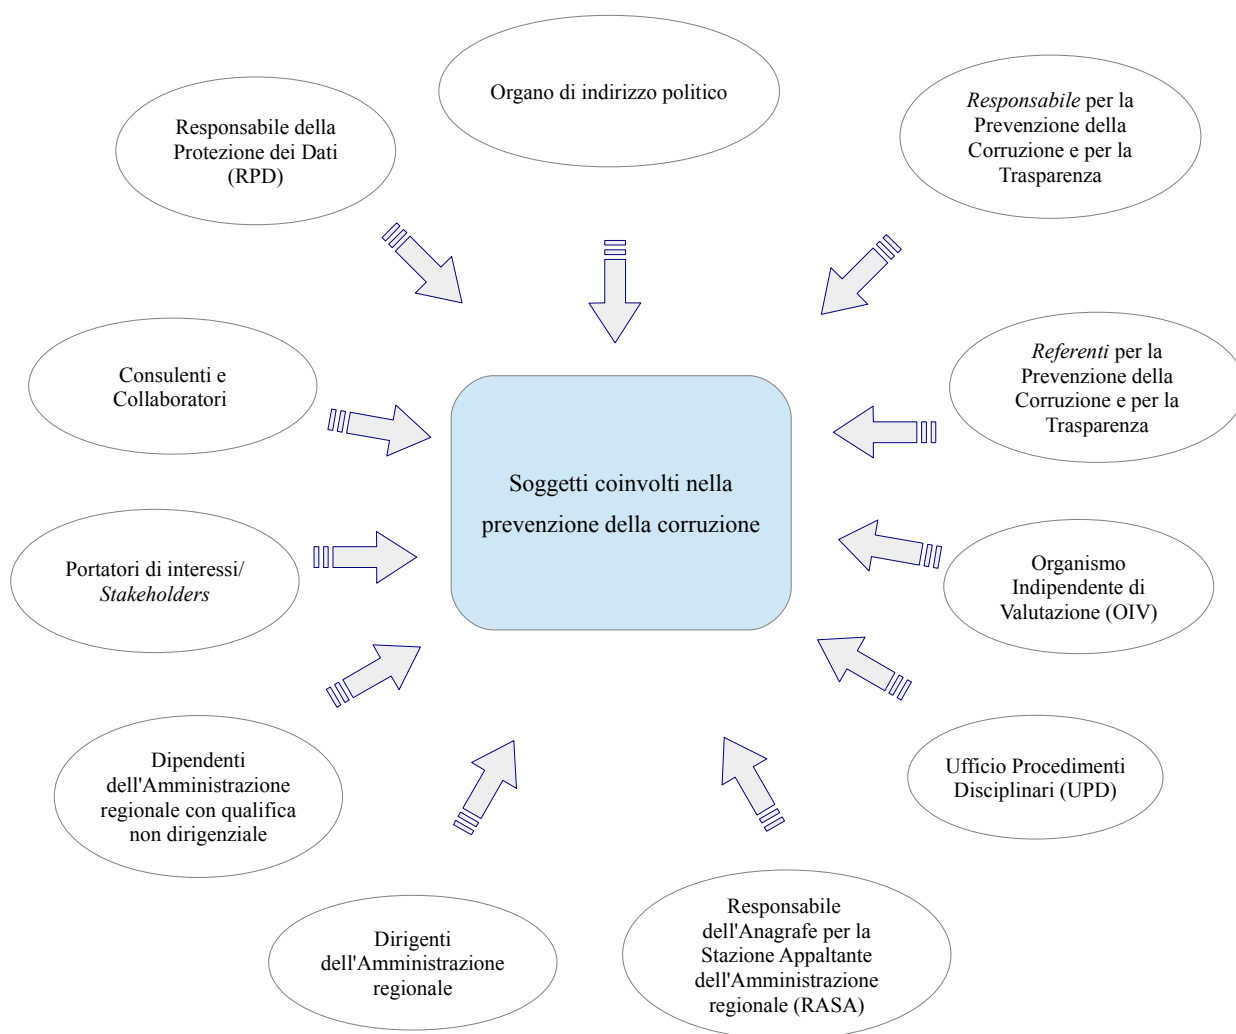 Organo di indirizzo politico
Responsabile per la
Prevenzione della
Corruzione e per la
Trasparenza
Responsabile della
Protezione dei Dati
(RPD)
Referenti per la
Prevenzione della
Corruzione e per la
Trasparenza
Consulenti e
Collaboratori
Soggetti coinvolti nella
prevenzione della corruzione
Portatori di interessi/
Stakeholders
Organismo
Indipendente di
Valutazione (OIV)
Dipendenti
dell'Amministrazione
regionale con qualifica
non dirigenziale
Ufficio Procedimenti
Disciplinari (UPD)
Dirigenti
dell'Amministrazione
regionale
Responsabile
dell'Anagrafe per la
Stazione Appaltante
dell'Amministrazione
regionale (RASA)